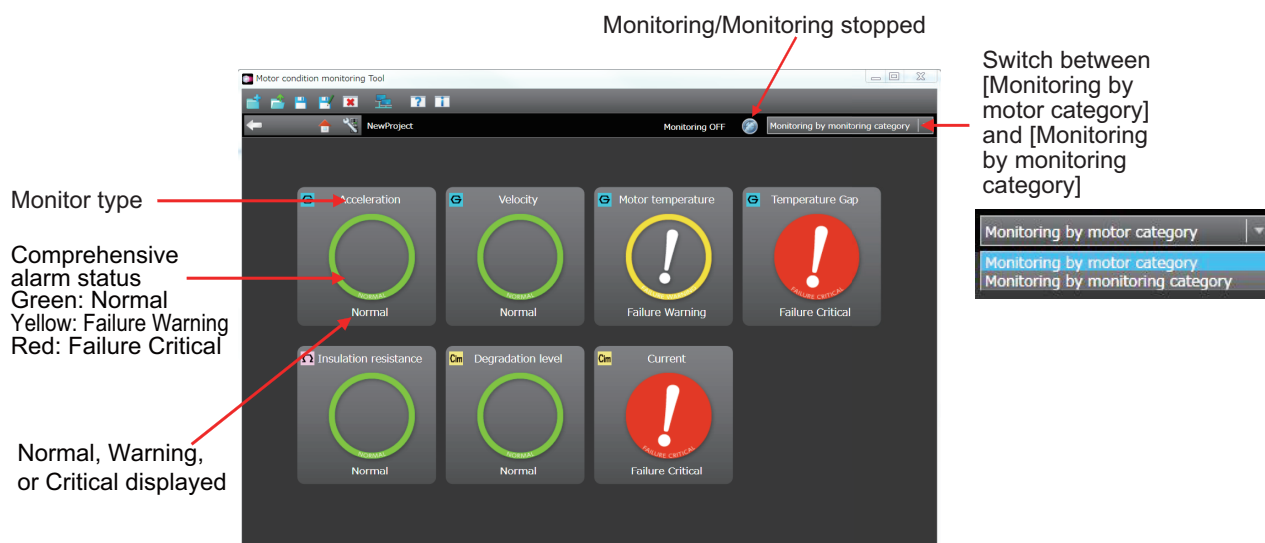 Monitoring/Monitoring stopped
Switch between
[Monitoring by
motor category]
and [Monitoring
by monitoring
category]
Motor condition monitoring Tool
NewProject
Monitoring OFF
Monitoring by monitoring category
Monitor type
Comprehensive
alarm status
Green: Normal
Yellow: Failure Warning
Red: Failure Critical
Normal, Warning,
or Critical displayed
G Acceleration
NORMAL
Normal
G Velocity
NORMAL
Normal
G Motor temperature
FAILURE WARNING
Failure Warning
G Temperature Gap
FAILURE CRITICAL
Failure Critical
Ω Insulation resistance
NORMAL
Normal
Cim Degradation level
NORMAL
Normal
Cim Current
FAILURE CRITICAL
Failure Critical
Monitoring by motor category
Monitoring by motor category
Monitoring by monitoring category